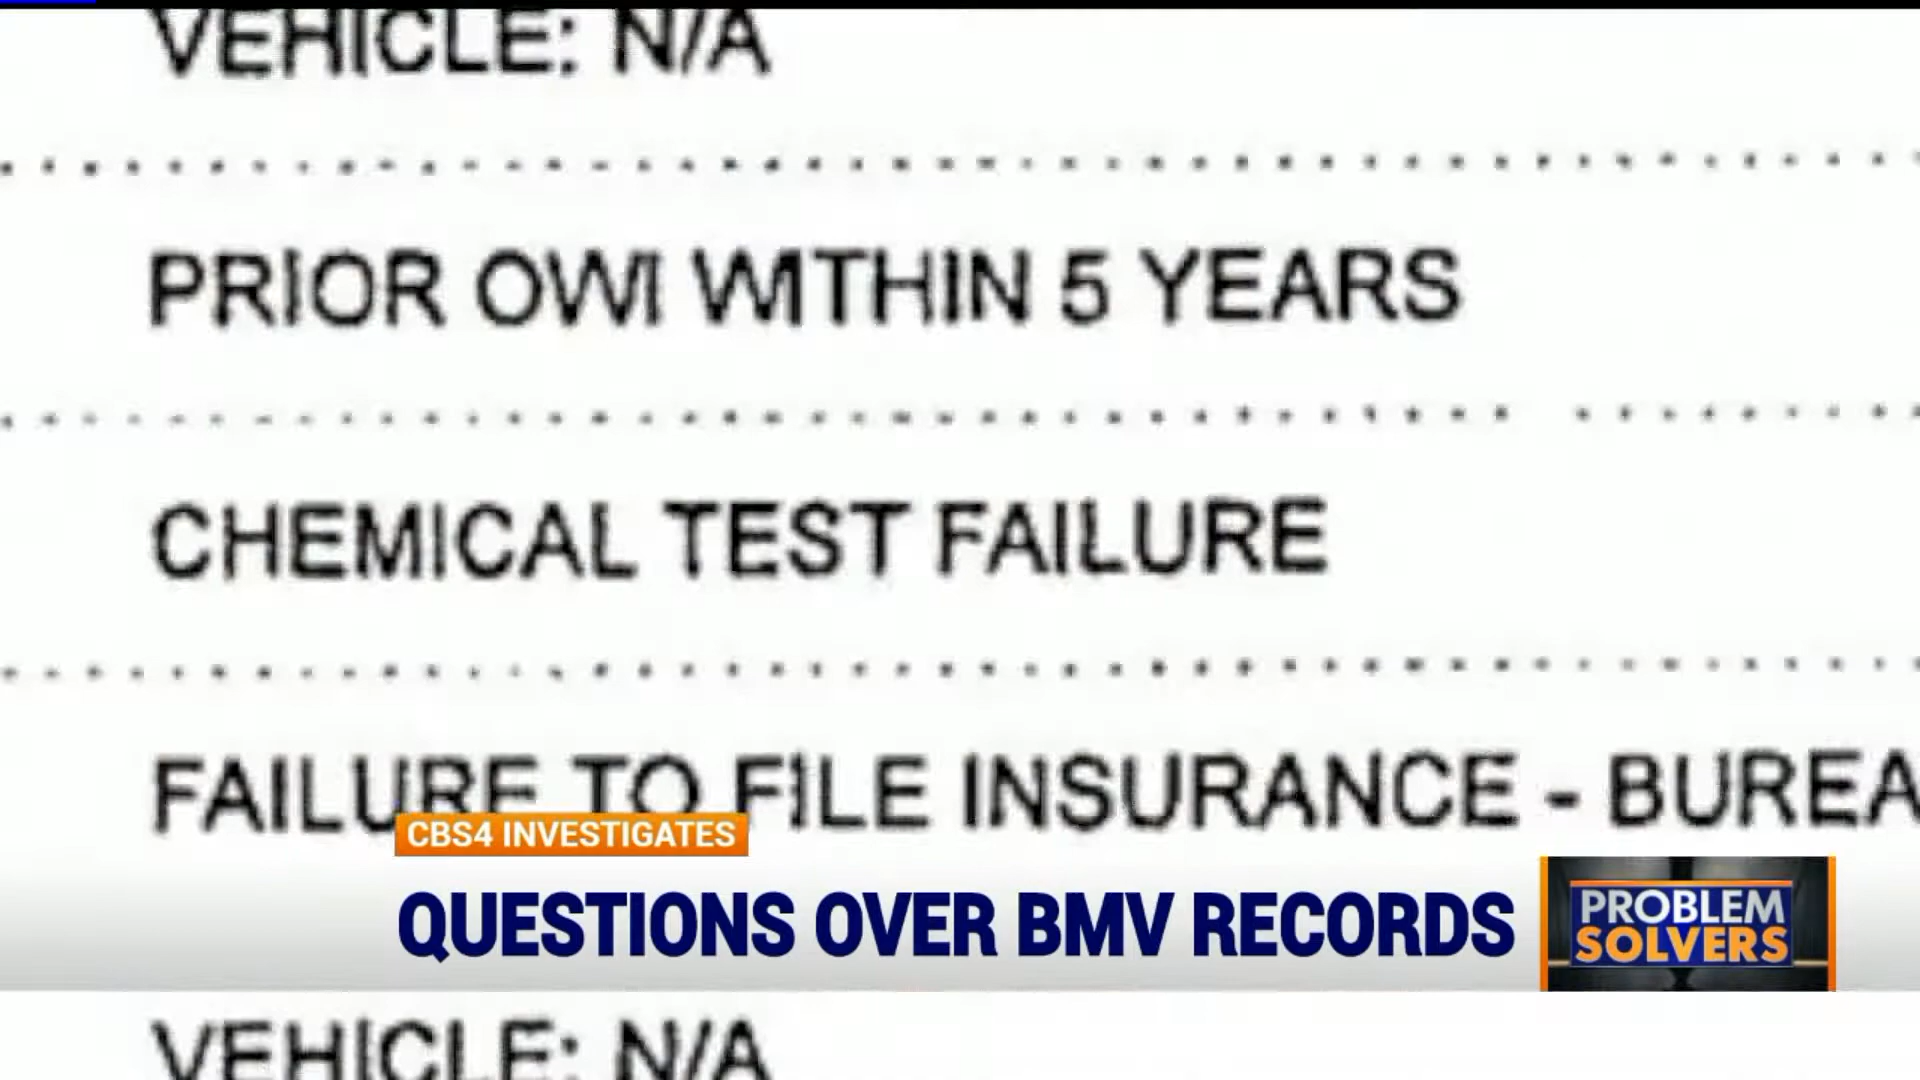 VEHICLE: N/A
PRIOR OWI WITHIN 5 YEARS
CHEMICAL TEST FAILURE
FAILURE TO FILE INSURANCE - BUREA
CBS4 INVESTIGATES
QUESTIONS OVER BMV RECORDS
PROBLEM
SOLVERS
VEHICLE: N/A